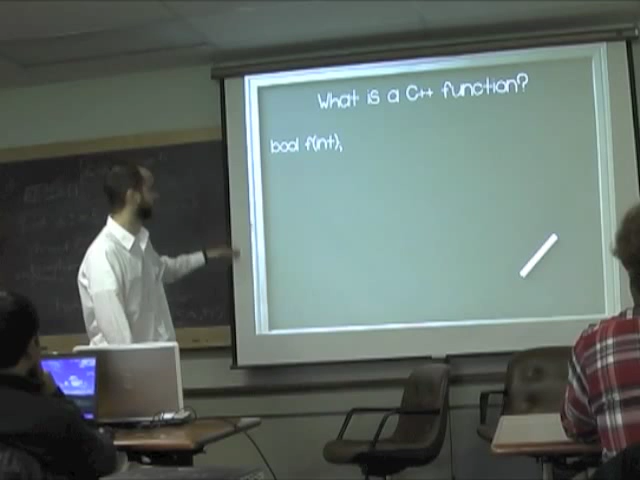 What is a C++ function?
bool f(int);